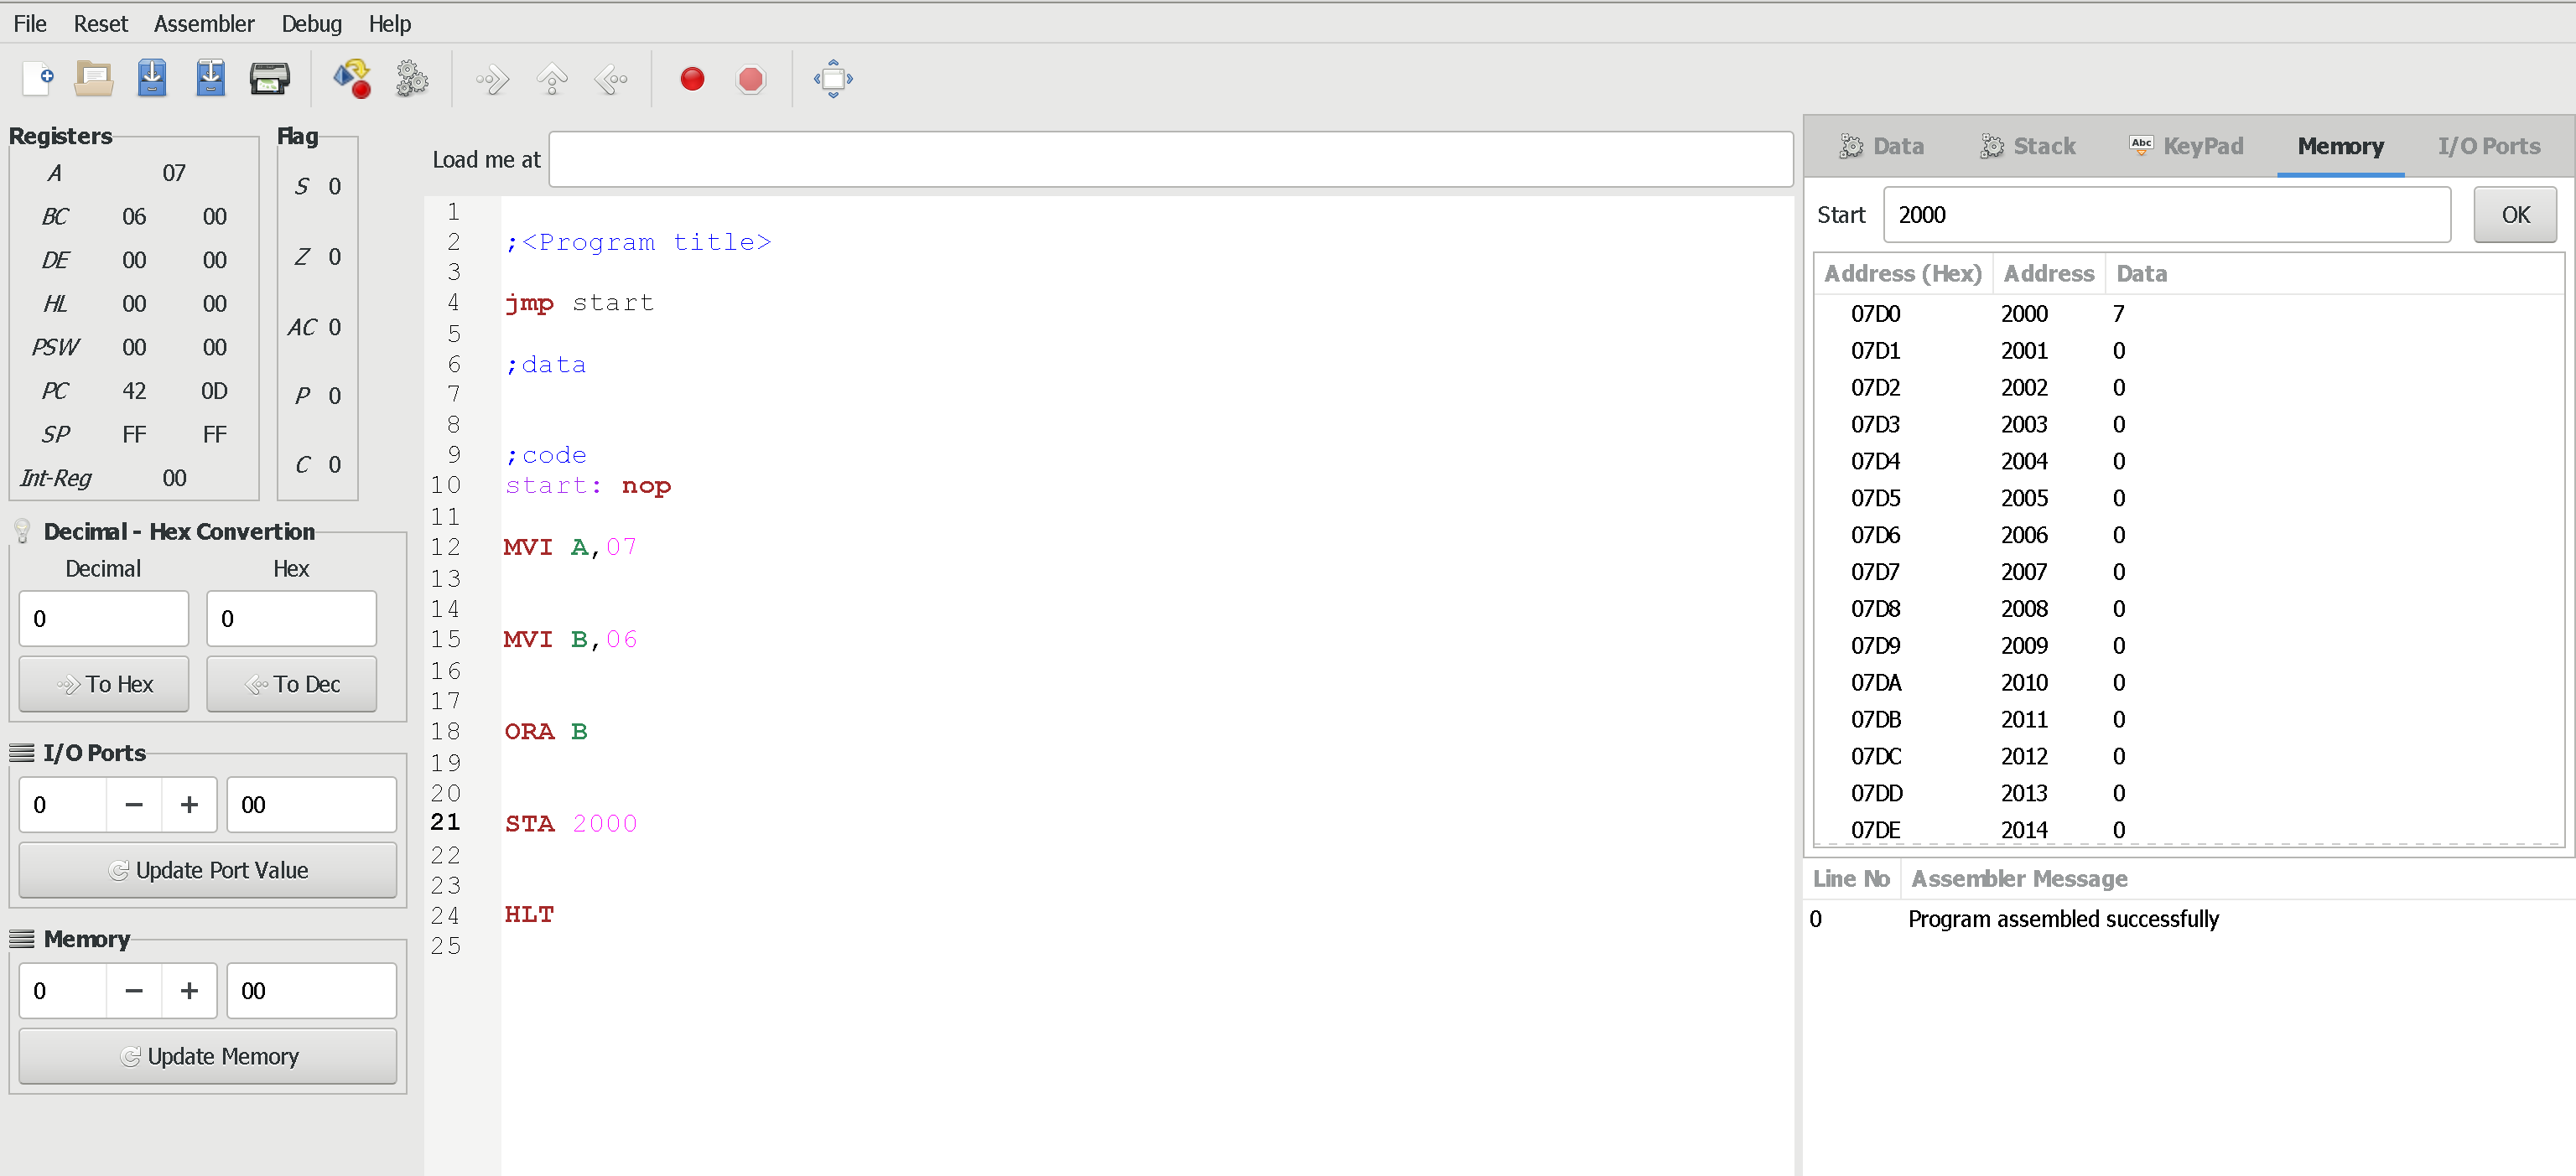 File Reset Assembler Debug Help
Registers
A 07
BC 06 00
DE 00 00
HL 00 00
PSW 00 00
PC 42 0D
SP FF FF
Int-Reg 00
Flag
S 0
Z 0
AC 0
P 0
C 0
Decimal - Hex Convertion
Decimal Hex
0 0
To Hex To Dec
I/O Ports
0 − + 00
Update Port Value
Memory
0 − + 00
Update Memory
Load me at
1
2 ;<Program title>
3
4 jmp start
5
6 ;data
7
8
9 ;code
10 start: nop
11
12 MVI A,07
13
14
15 MVI B,06
16
17
18 ORA B
19
20
21 STA 2000
22
23
24 HLT
25
Data Stack Abc KeyPad Memory I/O Ports
Start 2000 OK
Address (Hex) Address Data
07D0 2000 7
07D1 2001 0
07D2 2002 0
07D3 2003 0
07D4 2004 0
07D5 2005 0
07D6 2006 0
07D7 2007 0
07D8 2008 0
07D9 2009 0
07DA 2010 0
07DB 2011 0
07DC 2012 0
07DD 2013 0
07DE 2014 0
Line No Assembler Message
0 Program assembled successfully